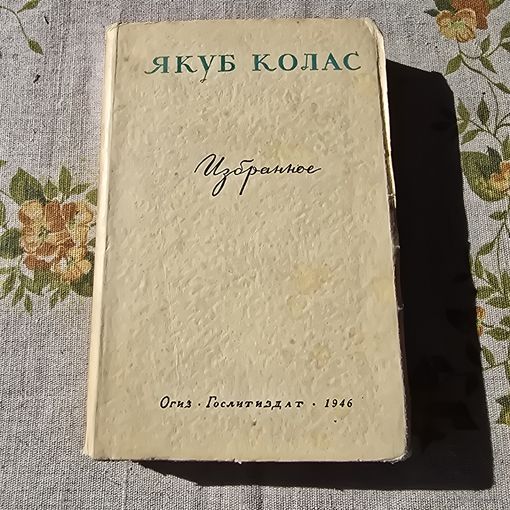 ЯКУБ КОЛАС
Избранное
Огиз · Гослитиздат · 1946